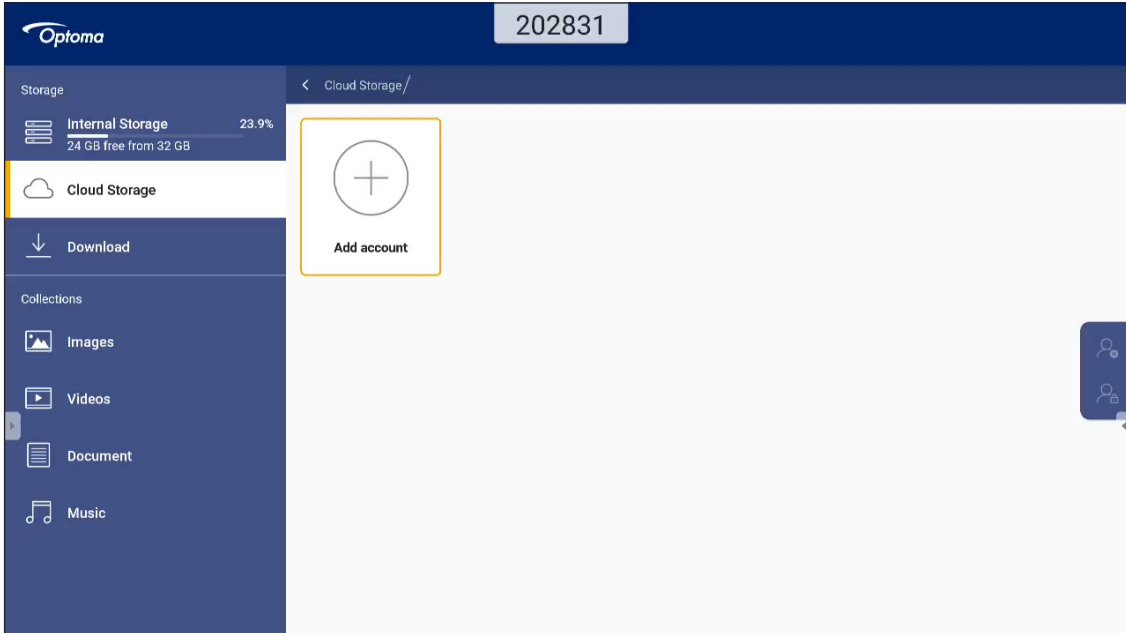 Optoma
202831
Storage
Cloud Storage/
Internal Storage 23.9%
24 GB free from 32 GB
Cloud Storage
Download
Add account
Collections
Images
Videos
Document
Music